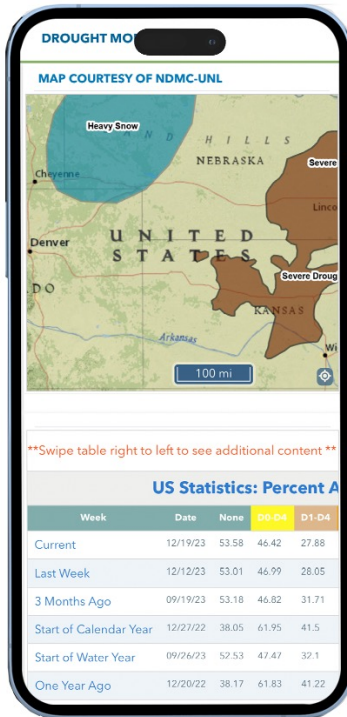 DROUGHT MO
MAP COURTESY OF NDMC-UNL
Heavy Snow
AND HILLS
NEBRASKA
Severe
Cheyenne
Linco
Denver
UNITED
STATES
DO
Severe Droug
KANSAS
Arkansas
Wi
100 mi
**Swipe table right to left to see additional content **
US Statistics: Percent A
Week Date None D0-D4 D1-D4
Current 12/19/23 53.58 46.42 27.88
Last Week 12/12/23 53.01 46.99 28.05
3 Months Ago 09/19/23 53.18 46.82 31.71
Start of Calendar Year 12/27/22 38.05 61.95 41.5
Start of Water Year 09/26/23 52.53 47.47 32.1
One Year Ago 12/20/22 38.17 61.83 41.22